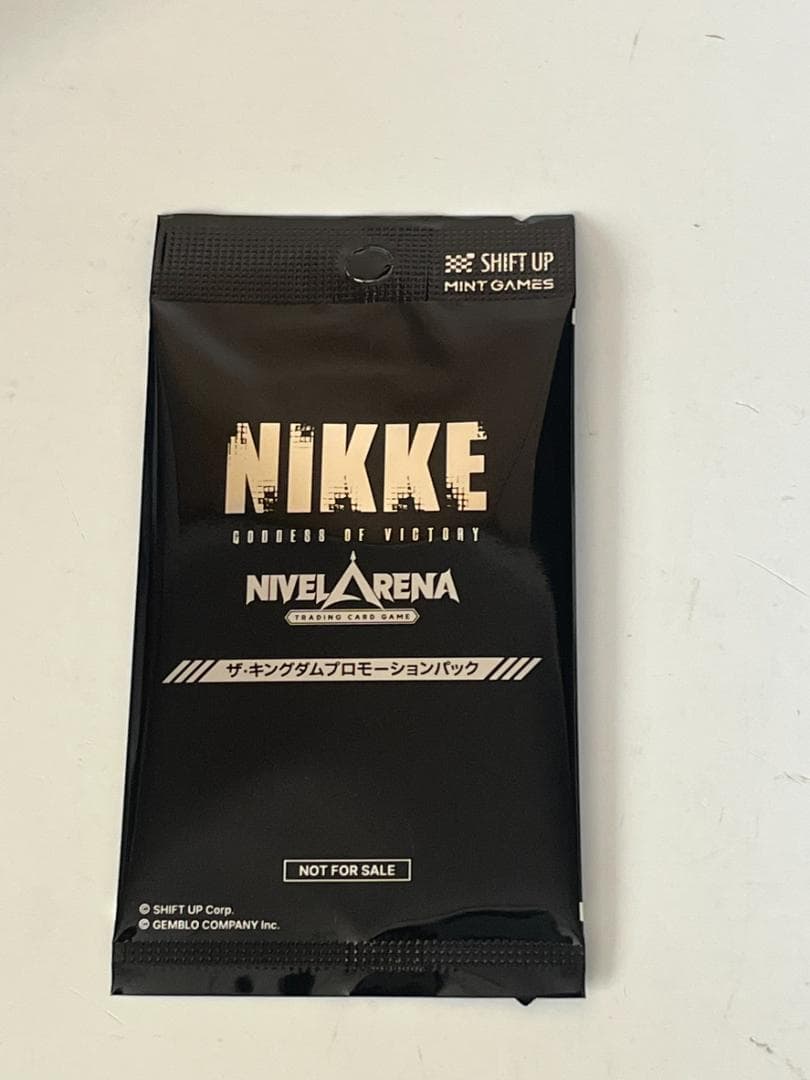 SHIFT UP
MINT GAMES
NIKKE
GODDESS OF VICTORY
NIVEL ARENA
TRADING CARD GAME
ザ・キングダムプロモーションパック
NOT FOR SALE
© SHIFT UP Corp.
© GEMBLO COMPANY Inc.